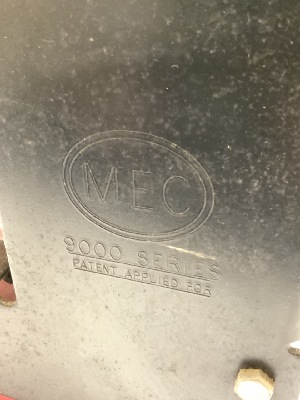 MEC
9000 SERIES
PATENT APPLIED FOR